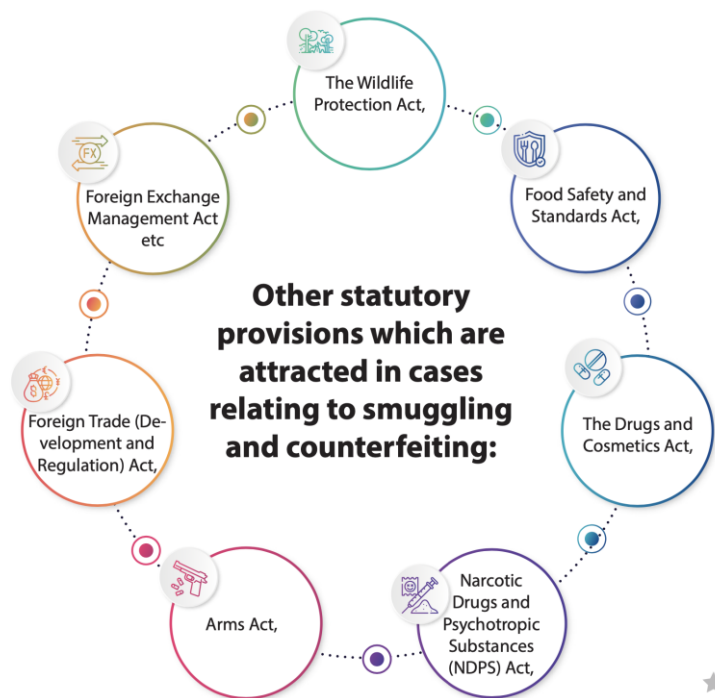 The Wildlife
Protection Act,
Food Safety and
Standards Act,
The Drugs and
Cosmetics Act,
Narcotic
Drugs and
Psychotropic
Substances
(NDPS) Act,
Arms Act,
Foreign Trade (De-
velopment and
Regulation) Act,
Foreign Exchange
Management Act
etc
FX
Other statutory
provisions which are
attracted in cases
relating to smuggling
and counterfeiting: